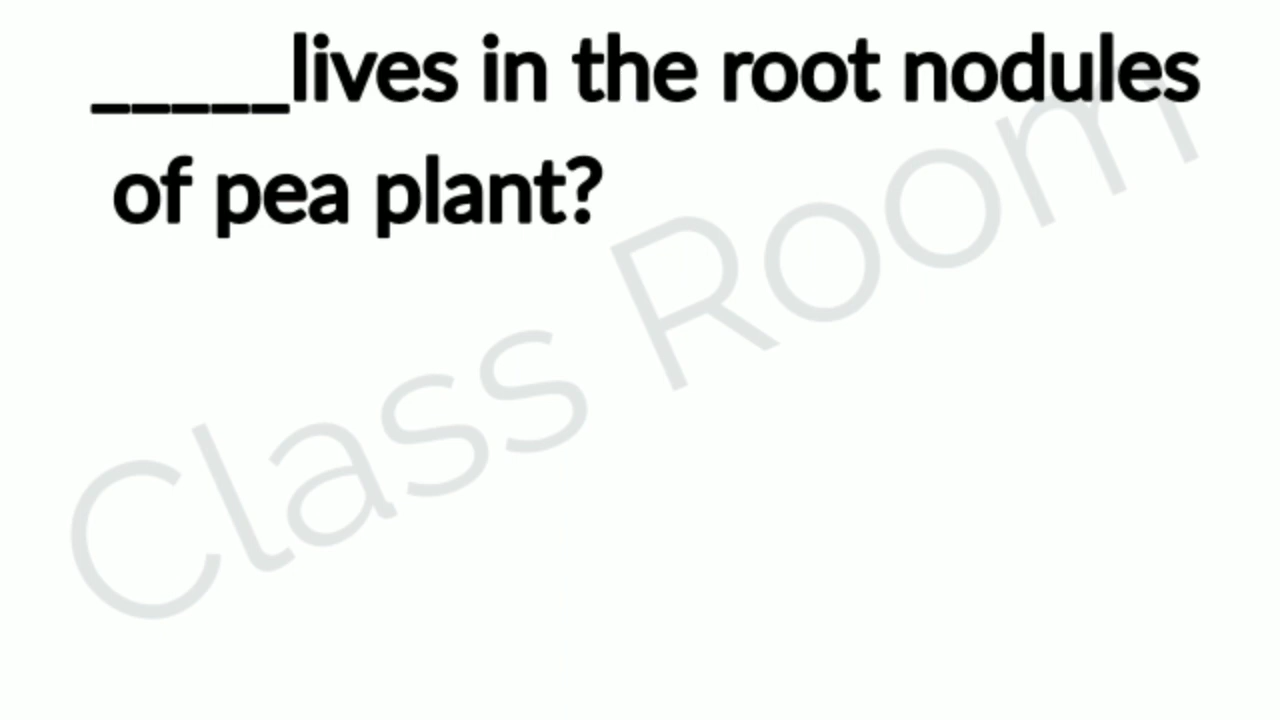 _____lives in the root nodules
of pea plant?
Class Room